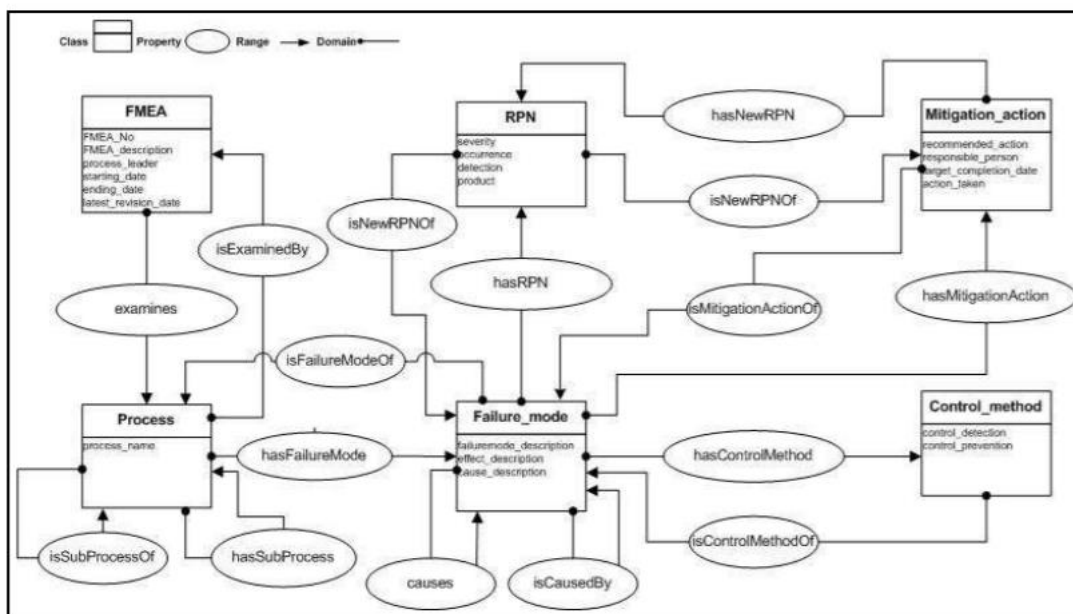 Class Property Range Domain
FMEA
FMEA_No
FMEA_description
process_leader
starting_date
ending_date
latest_revision_date
RPN
severity
occurrence
detection
product
hasNewRPN
Mitigation_action
recommended_action
responsible_person
target_completion_date
action_taken
isNewRPNOf
isNewRPNOf
isExaminedBy
hasRPN
examines
isMitigationActionOf
hasMitigationAction
isFailureModeOf
Process
process_name
hasFailureMode
Failure_mode
failuremode_description
effect_description
cause_description
hasControlMethod
Control_method
control_detection
control_prevention
isSubProcessOf
hasSubProcess
causes
isCausedBy
isControlMethodOf